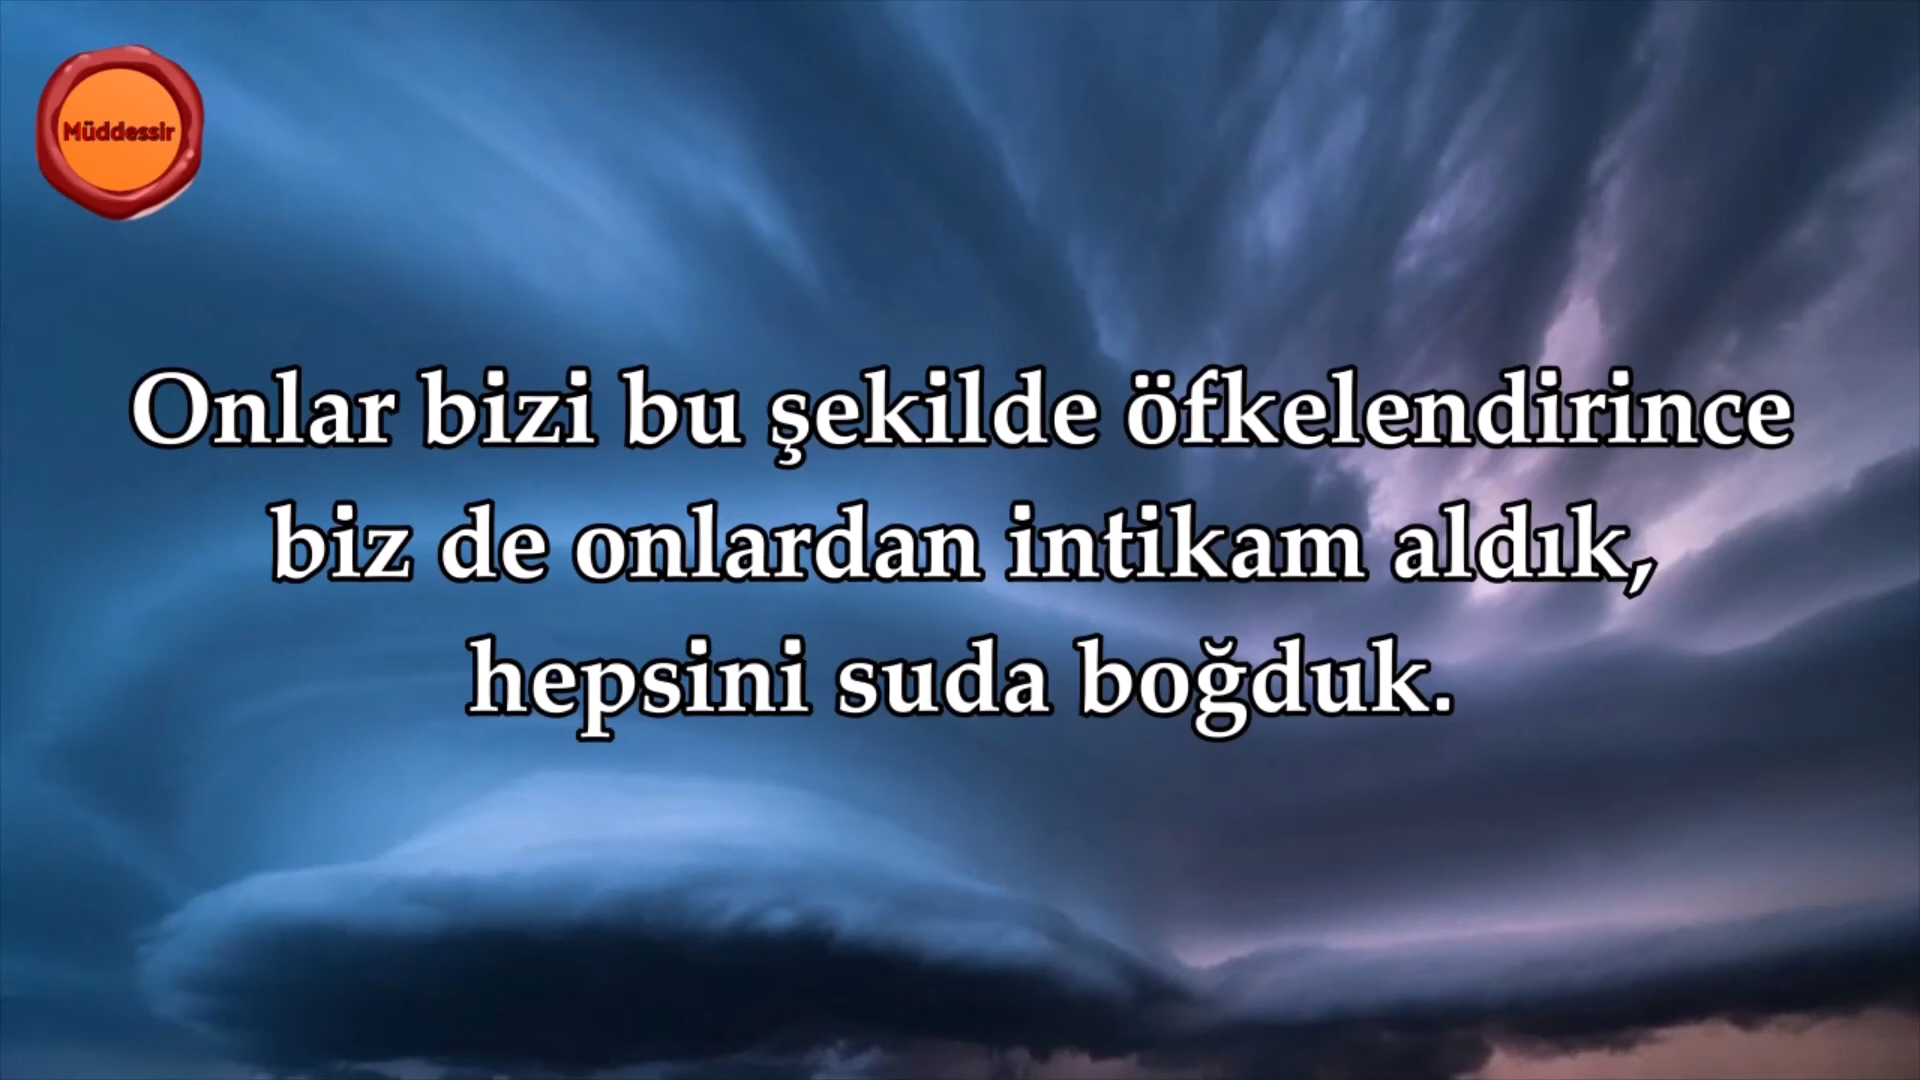 Müddessir
Onlar bizi bu şekilde öfkelendirince
biz de onlardan intikam aldık,
hepsini suda boğduk.